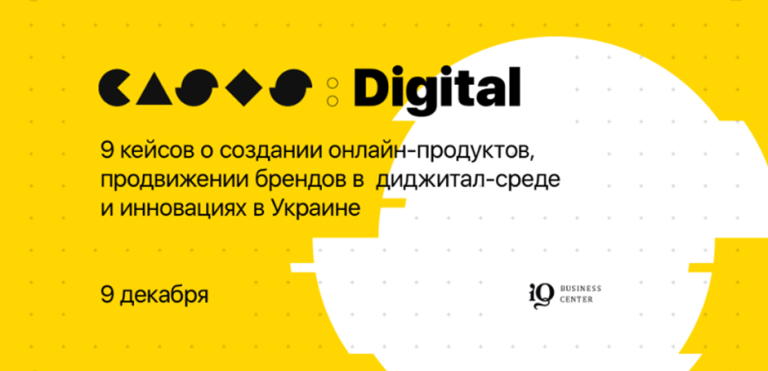 CASES : Digital
9 кейсов о создании онлайн-продуктов,
продвижении брендов в диджитал-среде
и инновациях в Украине
9 декабря
iQ BUSINESS
CENTER